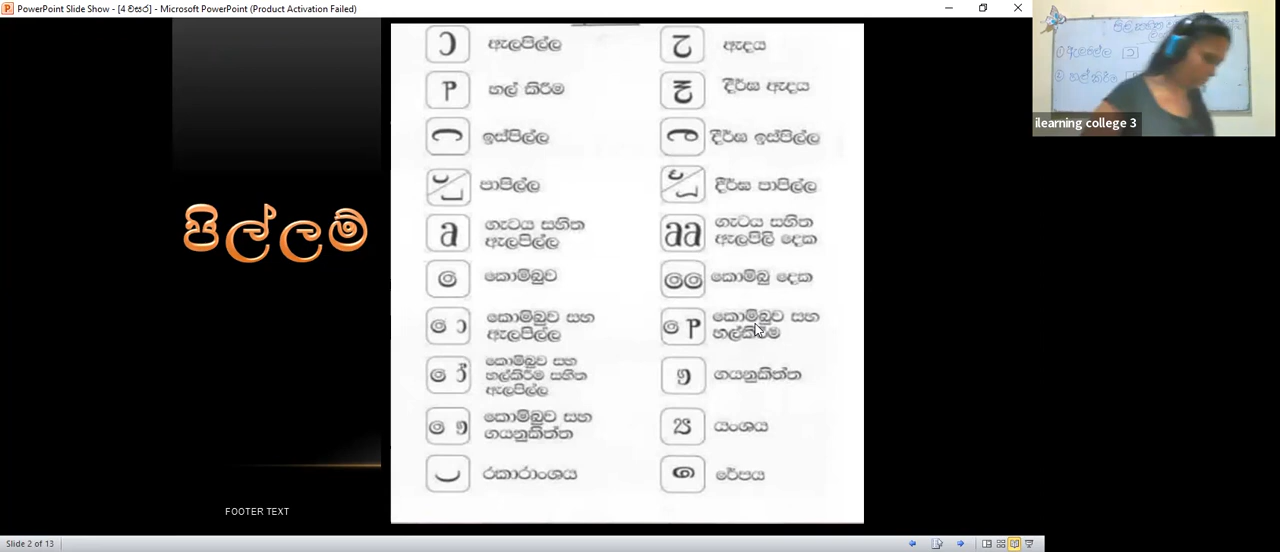 PowerPoint Slide Show - [4 වසර] - Microsoft PowerPoint (Product Activation Failed)
පිල්ලම්
FOOTER TEXT
ා ඇලපිල්ල
ැ ඇදය
් හල් කිරීම
ෑ දීර්ඝ ඇදය
ි ඉස්පිල්ල
ී දීර්ඝ ඉස්පිල්ල
ු පාපිල්ල
ූ දීර්ඝ පාපිල්ල
ෘ ගැටය සහිත
ඇලපිල්ල
ෲ ගැටය සහිත
ඇලපිලි දෙක
ෙ කොම්බුව
ෛ කොම්බු දෙක
ො කොම්බුව සහ
ඇලපිල්ල
ේ කොම්බුව සහ
හල්කිරීම
ෝ කොම්බුව සහ
හල්කිරීම සහිත
ඇලපිල්ල
ෟ ගයනුකිත්ත
ෞ කොම්බුව සහ
ගයනුකිත්ත
්‍ය යංශය
්‍ර රකාරාංශය
ර්‍ රේපය
ilearning college 3
Slide 2 of 13